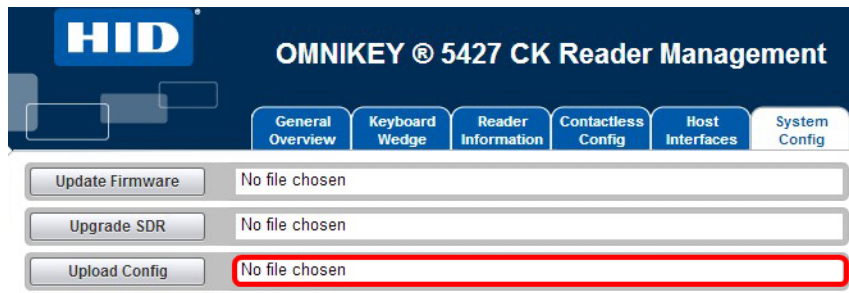 HID
OMNIKEY ® 5427 CK Reader Management
General Overview
Keyboard Wedge
Reader Information
Contactless Config
Host Interfaces
System Config
Update Firmware No file chosen
Upgrade SDR No file chosen
Upload Config No file chosen